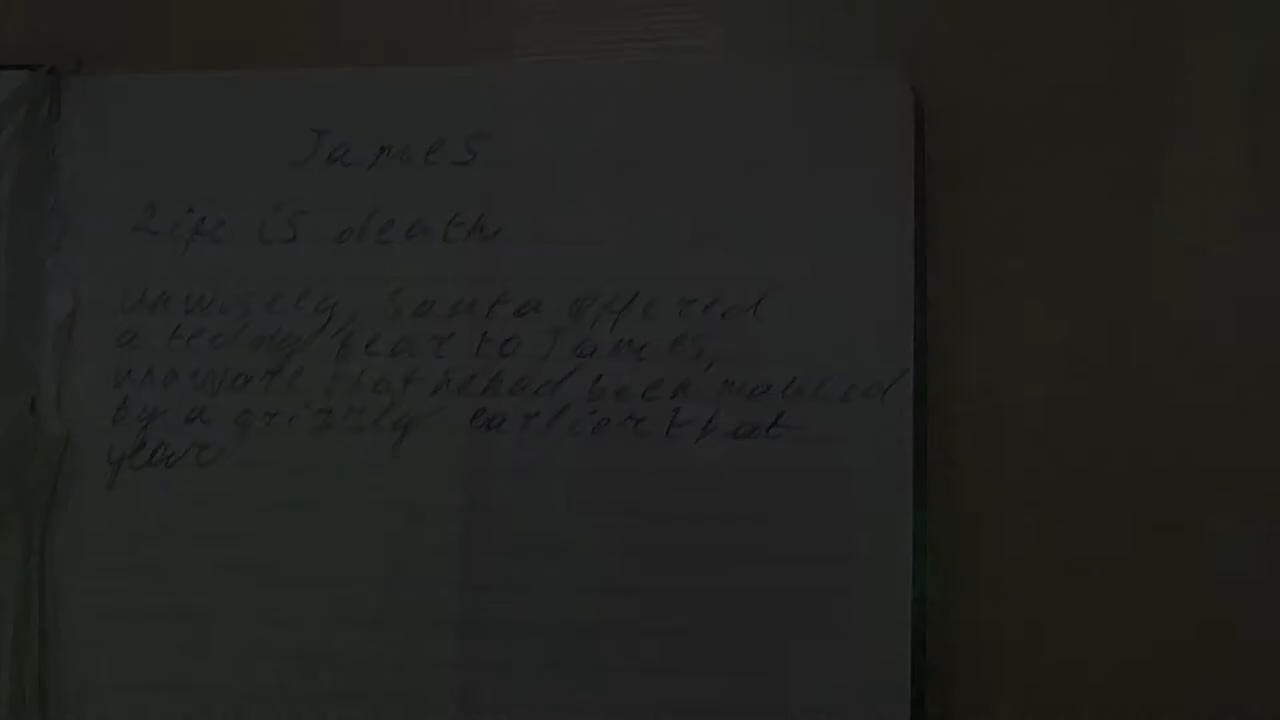 James
Life is death
Unwisely, Santa offered
a teddy bear to James,
unaware that he had been mauled
by a grizzly earlier that
year